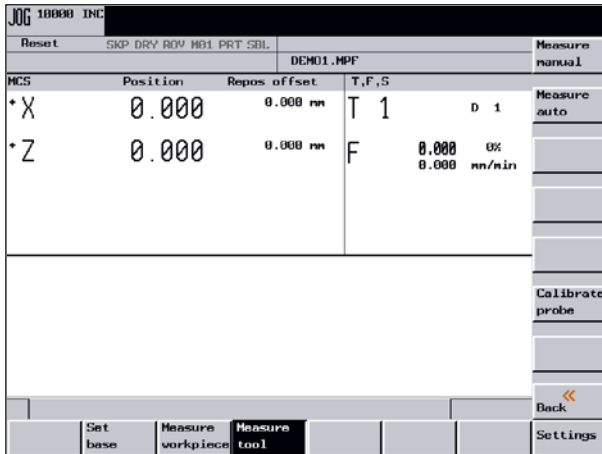 JOG 10000 INC
Reset SKP DRY ROV M01 PRT SBL
DEMO1.MPF
MCS Position Repos offset T,F,S
+X 0.000 0.000 mm T 1 D 1
+Z 0.000 0.000 mm F 0.000 0%
0.000 mm/min
Measure
manual
Measure
auto
Calibrate
probe
«
Back
Settings
Set
base
Measure
workpiece
Measure
tool